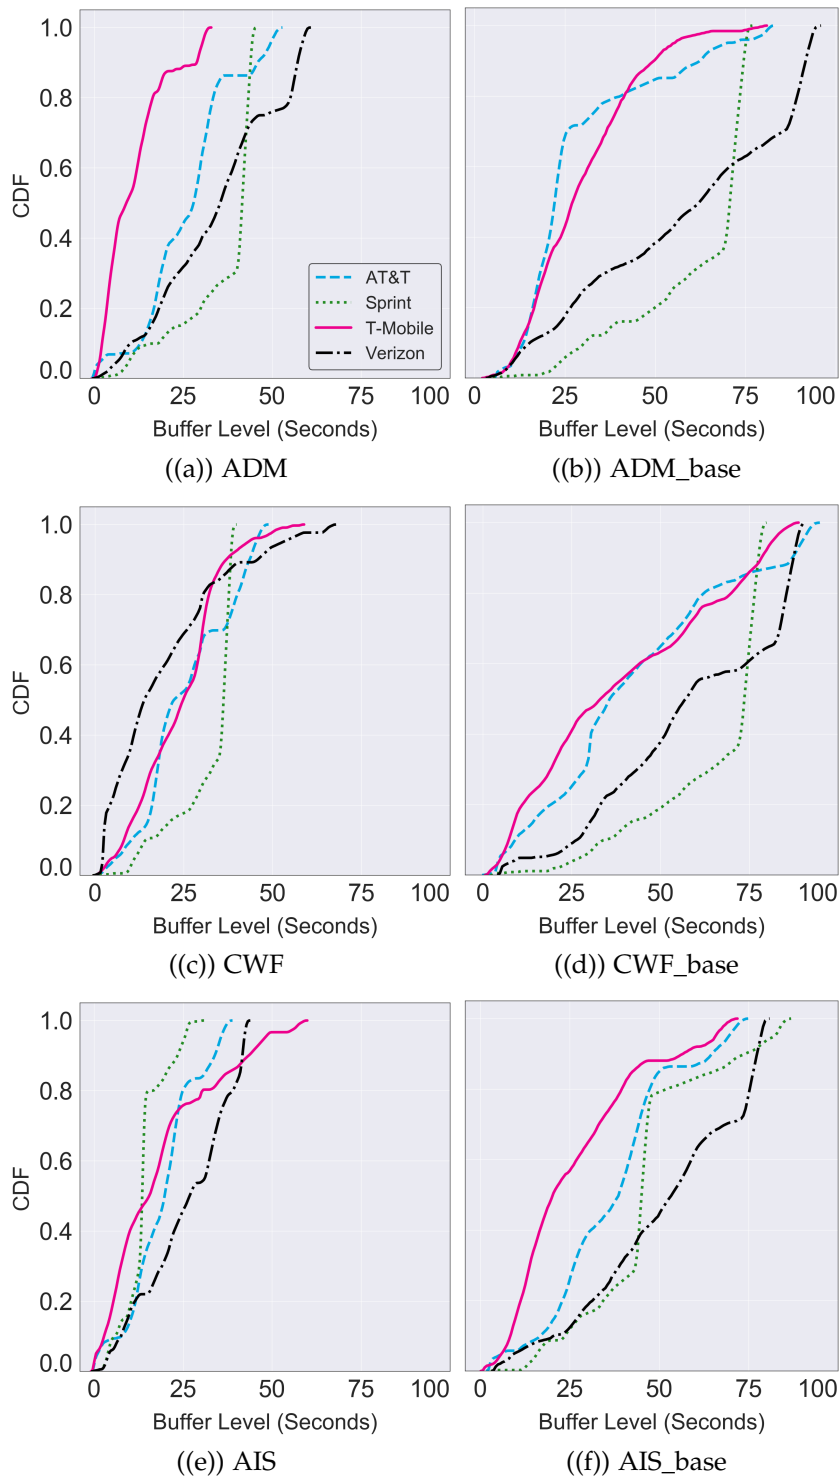 1.0
0.8
0.6
0.4
0.2
0.0
CDF
AT&T
Sprint
T-Mobile
Verizon
0 25 50 75 100
0 25 50 75 100
Buffer Level (Seconds)
Buffer Level (Seconds)
((a)) ADM
((b)) ADM_base
1.0
0.8
0.6
0.4
0.2
0.0
CDF
0 25 50 75 100
0 25 50 75 100
Buffer Level (Seconds)
Buffer Level (Seconds)
((c)) CWF
((d)) CWF_base
1.0
0.8
0.6
0.4
0.2
0.0
CDF
0 25 50 75 100
0 25 50 75 100
Buffer Level (Seconds)
Buffer Level (Seconds)
((e)) AIS
((f)) AIS_base